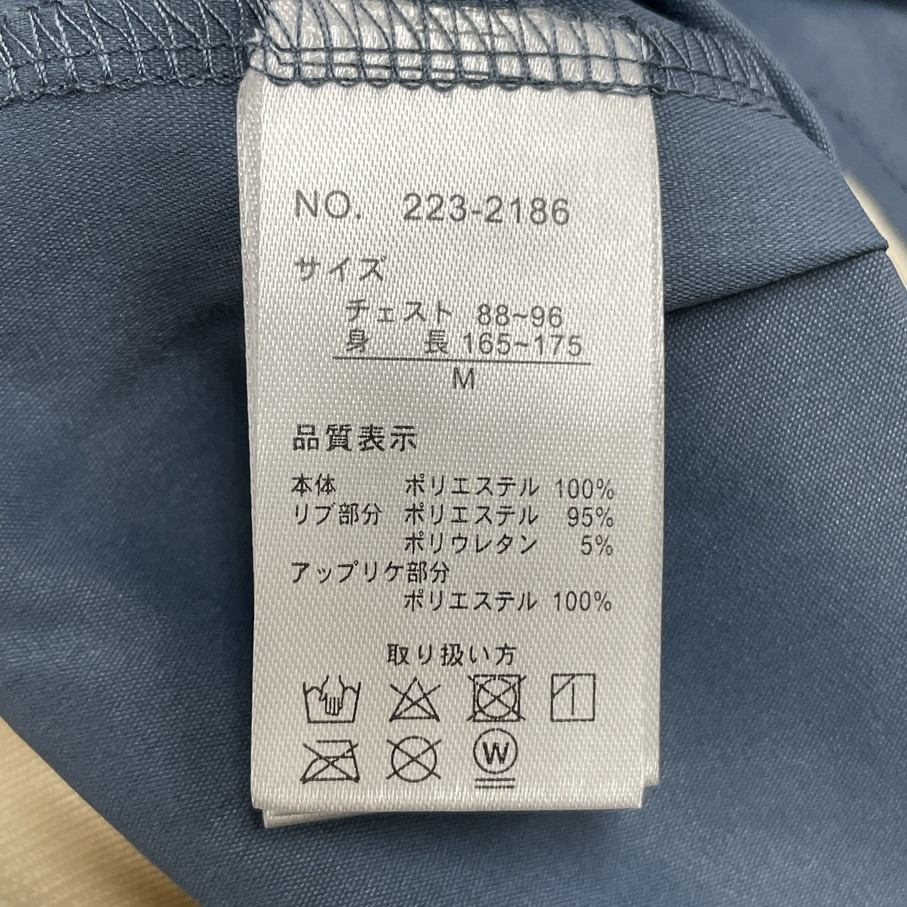 NO. 223-2186
サイズ
チェスト 88~96
身 長 165~175
M
品質表示
本体 ポリエステル 100%
リブ部分 ポリエステル 95%
ポリウレタン 5%
アップリケ部分
ポリエステル 100%
取り扱い方
W